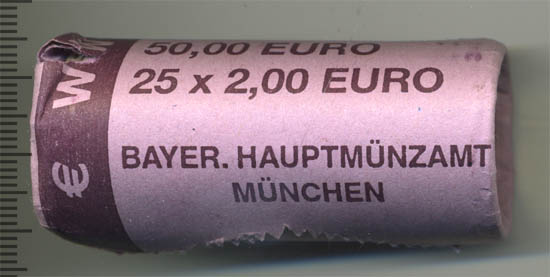 50,00 EURO
25 x 2,00 EURO
BAYER. HAUPTMÜNZAMT
MÜNCHEN
€